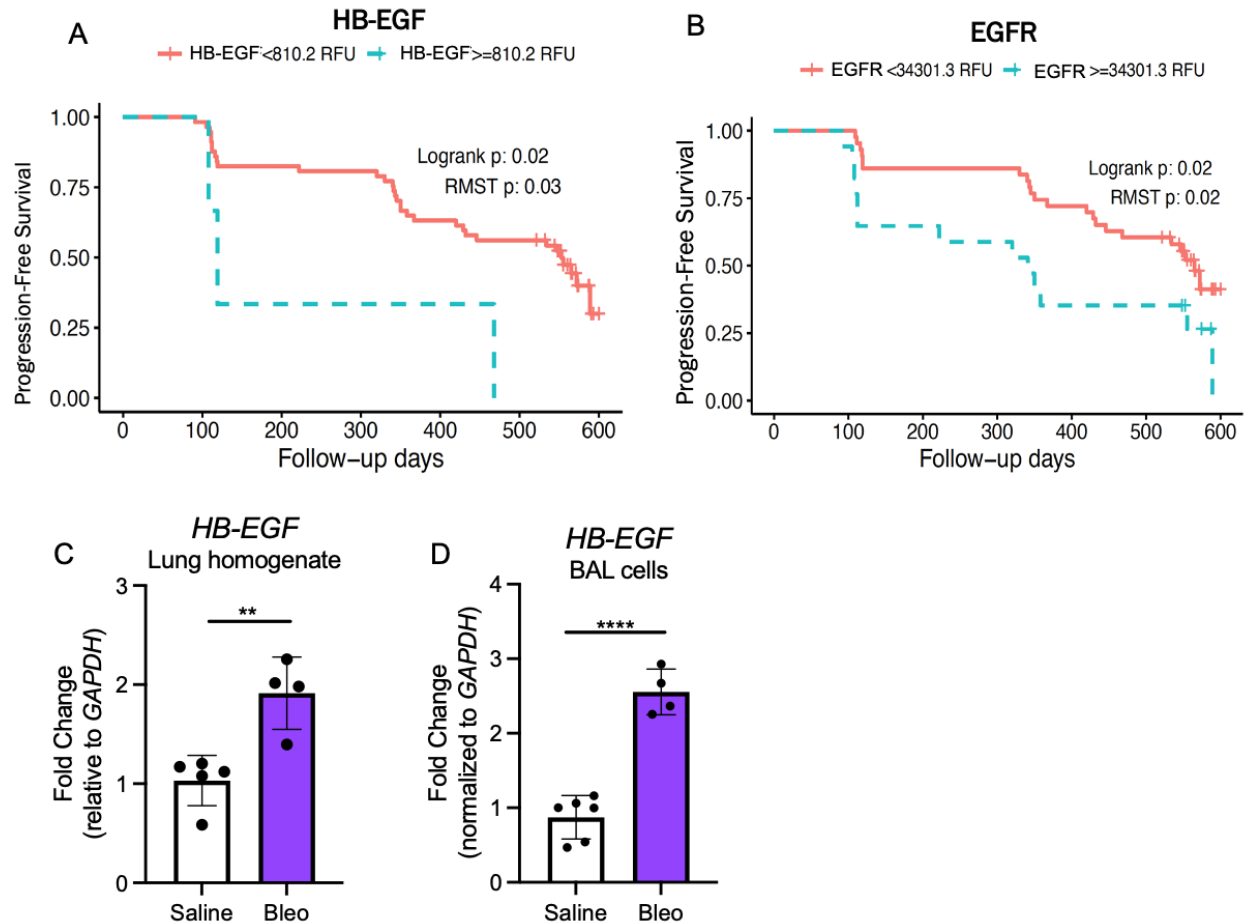 A
HB-EGF
HB-EGF<810.2 RFU HB-EGF>=810.2 RFU
Progression-Free Survival
1.00
0.75
0.50
0.25
0.00
Logrank p: 0.02
RMST p: 0.03
0 100 200 300 400 500 600
Follow-up days
B
EGFR
EGFR <34301.3 RFU EGFR >=34301.3 RFU
Progression-Free Survival
1.00
0.75
0.50
0.25
0.00
Logrank p: 0.02
RMST p: 0.02
0 100 200 300 400 500 600
Follow-up days
C
HB-EGF
Lung homogenate
Fold Change
(relative to GAPDH)
3
2
1
0
**
Saline Bleo
D
HB-EGF
BAL cells
Fold Change
(normalized to GAPDH)
4
3
2
1
0
****
Saline Bleo